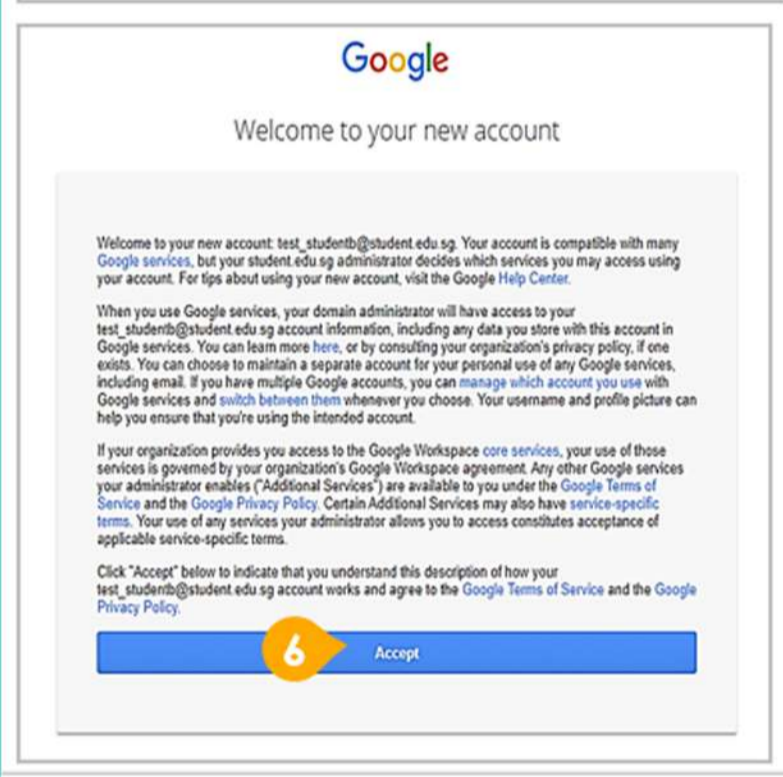 Google
Welcome to your new account
Welcome to your new account: test_studentb@student.edu.sg. Your account is compatible with many
Google services, but your student.edu.sg administrator decides which services you may access using
your account. For tips about using your new account, visit the Google Help Center.
When you use Google services, your domain administrator will have access to your
test_studentb@student.edu.sg account information, including any data you store with this account in
Google services. You can learn more here, or by consulting your organization's privacy policy, if one
exists. You can choose to maintain a separate account for your personal use of any Google services,
including email. If you have multiple Google accounts, you can manage which account you use with
Google services and switch between them whenever you choose. Your username and profile picture can
help you ensure that you're using the intended account.
If your organization provides you access to the Google Workspace core services, your use of those
services is governed by your organization's Google Workspace agreement. Any other Google services
your administrator enables ("Additional Services") are available to you under the Google Terms of
Service and the Google Privacy Policy. Certain Additional Services may also have service-specific
terms. Your use of any services your administrator allows you to access constitutes acceptance of
applicable service-specific terms.
Click "Accept" below to indicate that you understand this description of how your
test_studentb@student.edu.sg account works and agree to the Google Terms of Service and the Google
Privacy Policy.
6 Accept